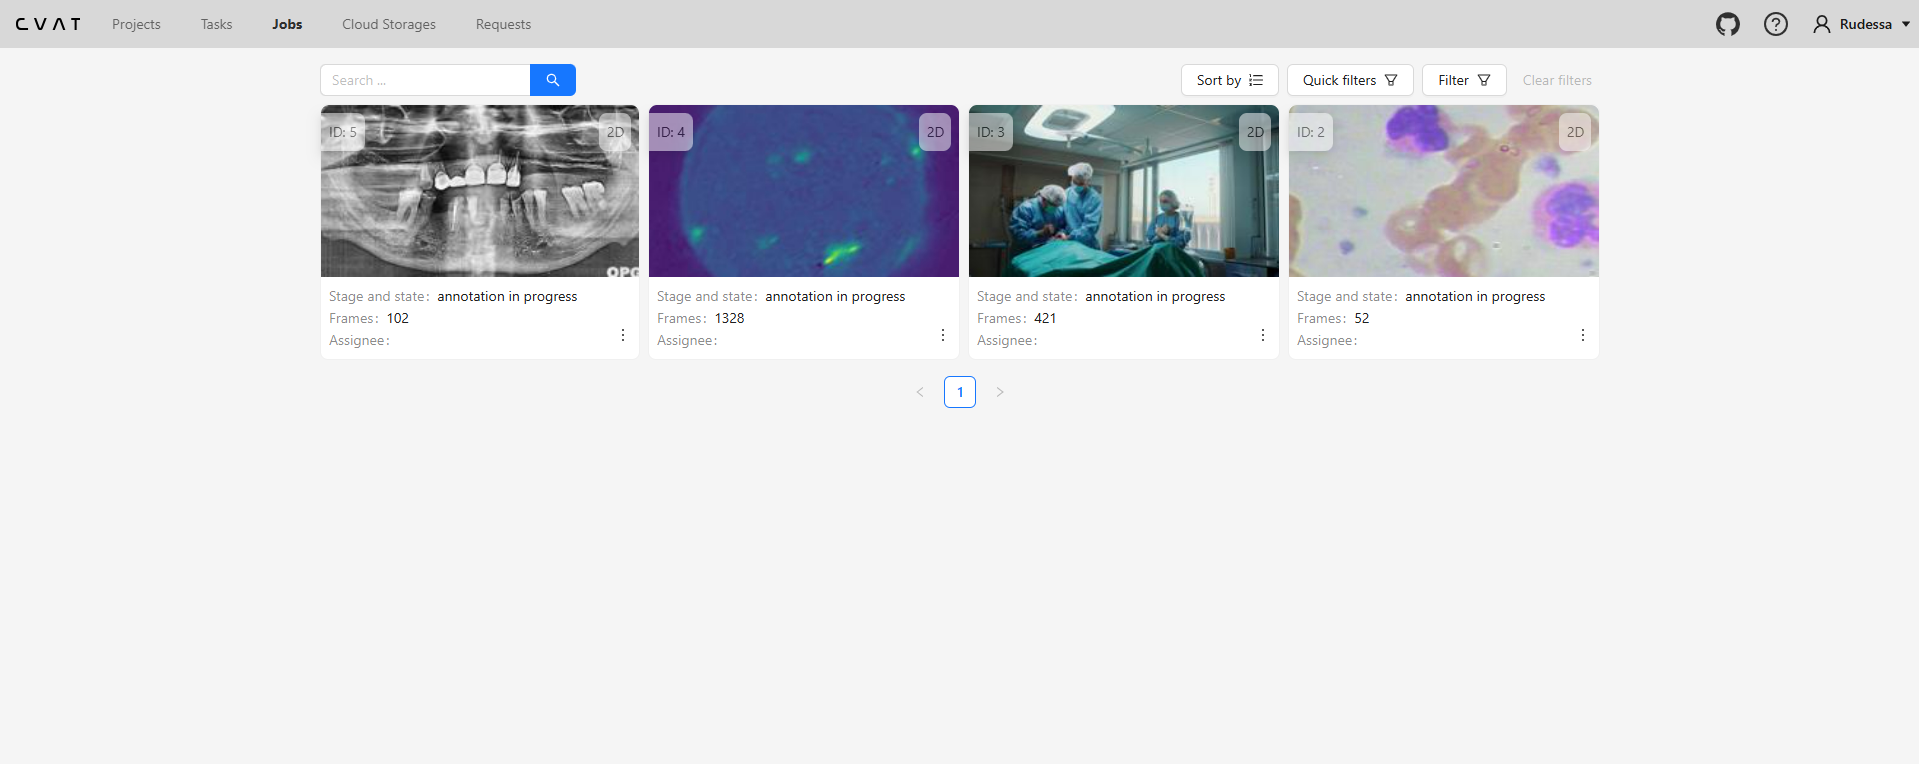 CVAT Projects Tasks Jobs Cloud Storages Requests Rudessa
Search ... Sort by Quick filters Filter Clear filters
ID: 5 2D ID: 4 2D ID: 3 2D ID: 2 2D
OPG
Stage and state: annotation in progress
Frames: 102
Assignee:
Stage and state: annotation in progress
Frames: 1328
Assignee:
Stage and state: annotation in progress
Frames: 421
Assignee:
Stage and state: annotation in progress
Frames: 52
Assignee:
< 1 >